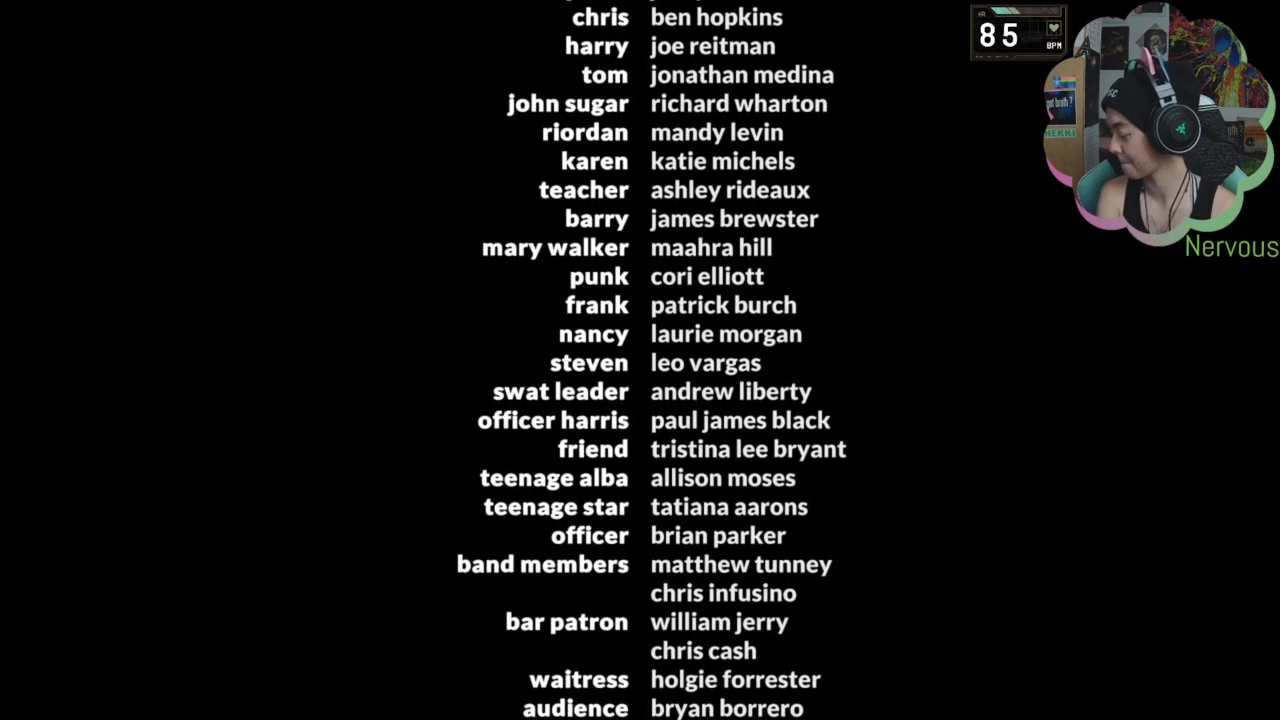 chris ben hopkins
harry joe reitman
tom jonathan medina
john sugar richard wharton
riordan mandy levin
karen katie michels
teacher ashley rideaux
barry james brewster
mary walker maahra hill
punk cori elliott
frank patrick burch
nancy laurie morgan
steven leo vargas
swat leader andrew liberty
officer harris paul james black
friend tristina lee bryant
teenage alba allison moses
teenage star tatiana aarons
officer brian parker
band members matthew tunney
chris infusino
bar patron william jerry
chris cash
waitress holgie forrester
audience bryan borrero
HR
85
BPM
got broth ?
Nervous